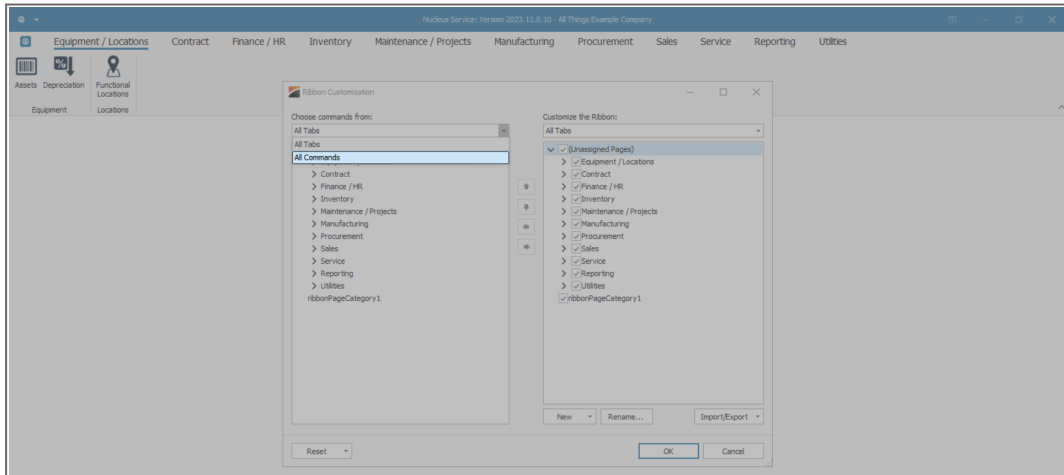 Nucleus Service: Version 2023.11.0.10 - All Things Example Company
Equipment / Locations Contract Finance / HR Inventory Maintenance / Projects Manufacturing Procurement Sales Service Reporting Utilities
Assets Depreciation Functional Locations
Equipment Locations
Ribbon Customization
Choose commands from:
All Tabs
All Tabs
All Commands
Contract
Finance / HR
Inventory
Maintenance / Projects
Manufacturing
Procurement
Sales
Service
Reporting
Utilities
ribbonPageCategory1
Customize the Ribbon:
All Tabs
(Unassigned Pages)
Equipment / Locations
Contract
Finance / HR
Inventory
Maintenance / Projects
Manufacturing
Procurement
Sales
Service
Reporting
Utilities
ribbonPageCategory1
New Rename... Import/Export
Reset OK Cancel